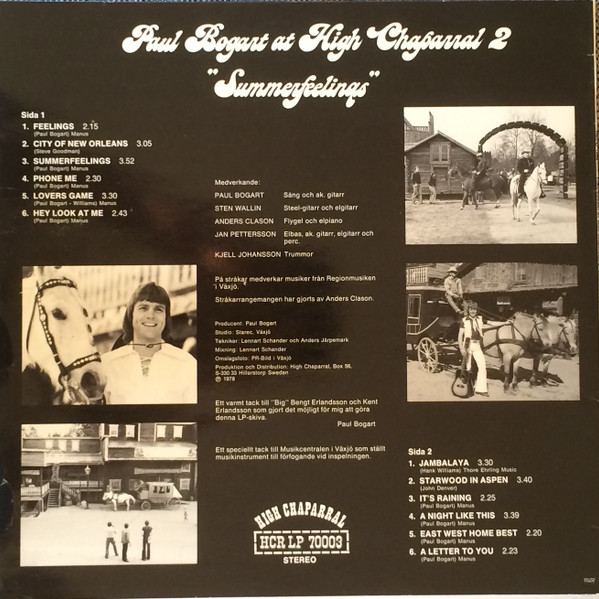 Paul Bogart at High Chaparral 2
"Summerfeelings"
Sida 1
1. FEELINGS 2.15
(Paul Bogart) Manus
2. CITY OF NEW ORLEANS 3.05
(Steve Goodman)
3. SUMMERFEELINGS 3.52
(Paul Bogart) Manus
4. PHONE ME 2.30
(Paul Bogart) Manus
5. LOVERS GAME 3.30
(Paul Bogart - Williams) Manus
6. HEY LOOK AT ME 2.43
(Paul Bogart) Manus
Medverkande:
PAUL BOGART Sång och ak. gitarr
STEN WALLIN Steel-gitarr och elgitarr
ANDERS CLASON Flygel och elpiano
JAN PETTERSSON Elbas, ak. gitarr, elgitarr och
perc.
KJELL JOHANSSON Trummor
På stråkar medverkar musiker från Regionmusiken
i Växjö.
Stråkarrangemangen har gjorts av Anders Clason.
Producent: Paul Bogart
Studio: Starec, Växjö
Tekniker: Lennart Schander och Anders Järpemark
Mixning: Lennart Schander
Omslagsfoto: PR-Bild i Växjö
Produktion och Distribution: High Chaparral, Box 56,
S-330 33 Hillerstorp Sweden
℗ 1978
Ett varmt tack till "Big" Bengt Erlandsson och Kent
Erlandsson som gjort det möjligt för mig att göra
denna LP-skiva.
Paul Bogart
Ett speciellt tack till Musikcentralen i Växjö som ställt
musikinstrument till förfogande vid inspelningen.
HIGH CHAPARRAL
HCR LP 70003
STEREO
Sida 2
1. JAMBALAYA 3.30
(Hank Williams) Thore Ehrling Music
2. STARWOOD IN ASPEN 3.40
(John Denver)
3. IT'S RAINING 2.25
(Paul Bogart) Manus
4. A NIGHT LIKE THIS 3.39
(Paul Bogart) Manus
5. EAST WEST HOME BEST 2.20
(Paul Bogart) Manus
6. A LETTER TO YOU 2.23
(Paul Bogart) Manus